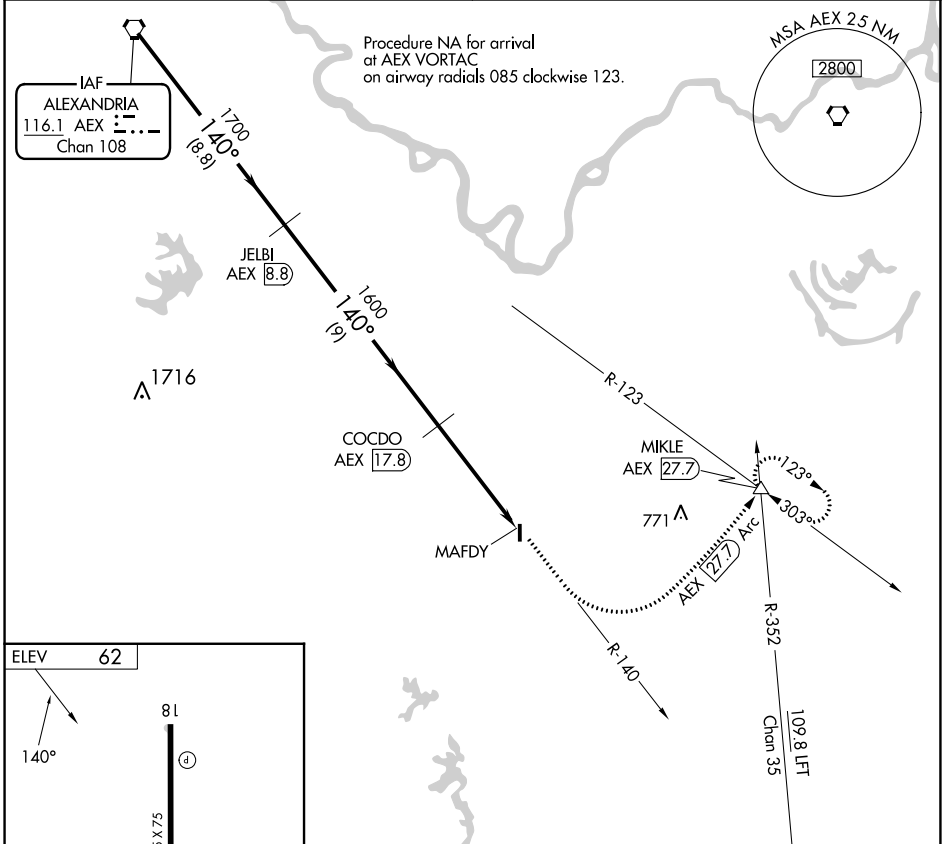 Procedure NA for arrival
at AEX VORTAC
on airway radials 085 clockwise 123.
MSA AEX 25 NM
2800
IAF
ALEXANDRIA
116.1 AEX
Chan 108
1700
140°
(8.8)
JELBI
AEX 8.8
1600
140°
(9)
1716
R-123
COCDO
AEX 17.8
MIKLE
AEX 27.7
123°
303°
771
MAFDY
AEX 27.7 Arc
R-352
R-140
109.8 LFT
Chan 35
ELEV 62
140°
18
P
X 75